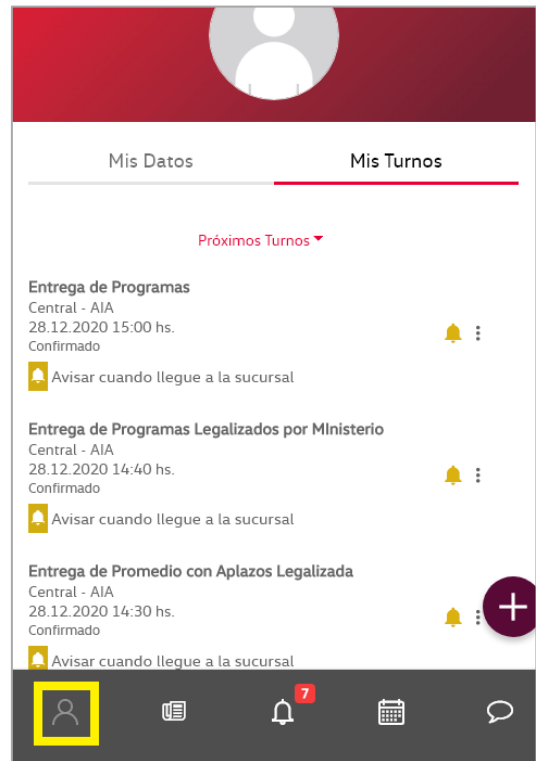 Mis Datos
Mis Turnos
Próximos Turnos
Entrega de Programas
Central - AIA
28.12.2020 15:00 hs.
Confirmado
Avisar cuando llegue a la sucursal
Entrega de Programas Legalizados por MInisterio
Central - AIA
28.12.2020 14:40 hs.
Confirmado
Avisar cuando llegue a la sucursal
Entrega de Promedio con Aplazos Legalizada
Central - AIA
28.12.2020 14:30 hs.
Confirmado
Avisar cuando llegue a la sucursal
7